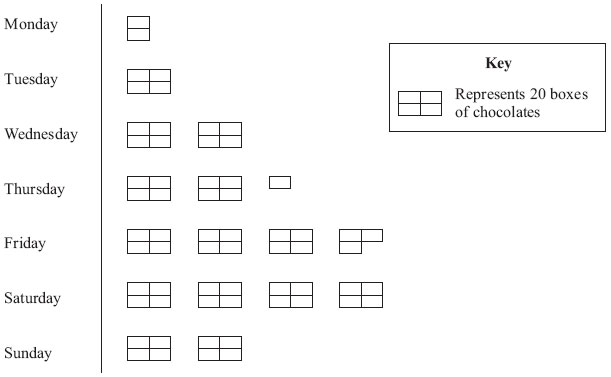 Monday
Tuesday
Wednesday
Thursday
Friday
Saturday
Sunday
Key
Represents 20 boxes
of chocolates